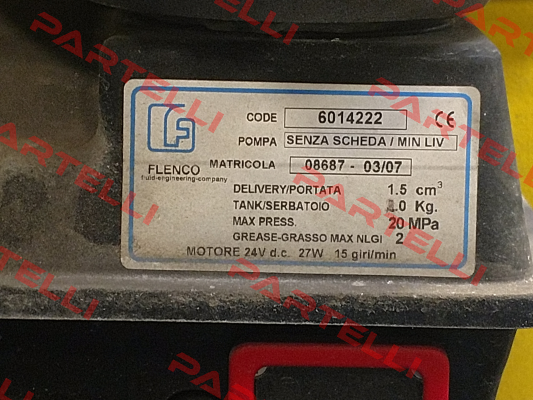 CODE 6014222 CE
POMPA SENZA SCHEDA / MIN LIV
FLENCO
fluid-engineering-company
MATRICOLA 08687 - 03/07
DELIVERY/PORTATA 1.5 cm³
TANK/SERBATOIO .0 Kg.
MAX PRESS. 20 MPa
GREASE-GRASSO MAX NLGI 2
MOTORE 24V d.c. 27W 15 giri/min
PARTELLI
PARTELLI
PARTELLI
PARTELLI
PARTELLI